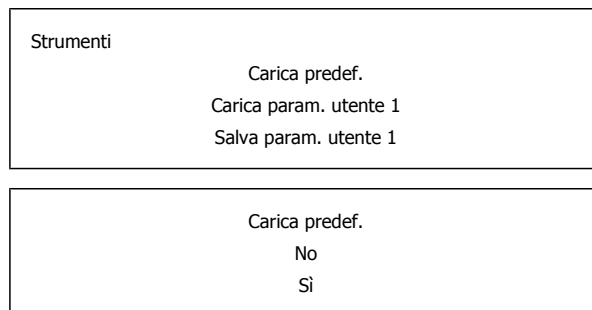 Strumenti
Carica predef.
Carica param. utente 1
Salva param. utente 1
Carica predef.
No
Sì